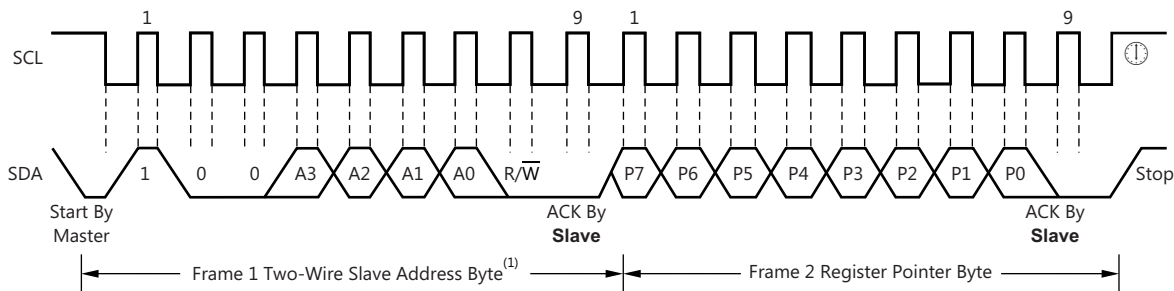 1 9 1 9
SCL
SDA 1 0 0 A3 A2 A1 A0 R/W̅ P7 P6 P5 P4 P3 P2 P1 P0 Stop
Start By ACK By ACK By
Master Slave Slave
Frame 1 Two-Wire Slave Address Byte(1) Frame 2 Register Pointer Byte